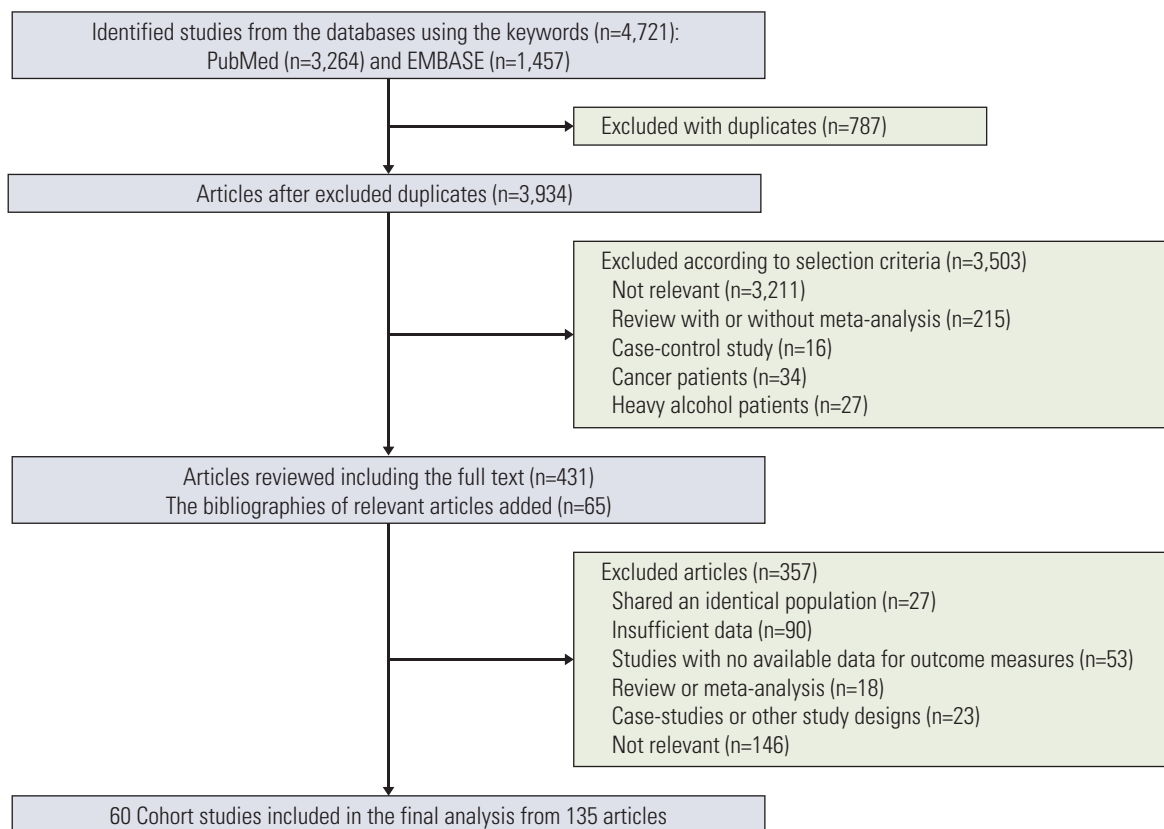 Identified studies from the databases using the keywords (n=4,721):
PubMed (n=3,264) and EMBASE (n=1,457)
Excluded with duplicates (n=787)
Articles after excluded duplicates (n=3,934)
Excluded according to selection criteria (n=3,503)
Not relevant (n=3,211)
Review with or without meta-analysis (n=215)
Case-control study (n=16)
Cancer patients (n=34)
Heavy alcohol patients (n=27)
Articles reviewed including the full text (n=431)
The bibliographies of relevant articles added (n=65)
Excluded articles (n=357)
Shared an identical population (n=27)
Insufficient data (n=90)
Studies with no available data for outcome measures (n=53)
Review or meta-analysis (n=18)
Case-studies or other study designs (n=23)
Not relevant (n=146)
60 Cohort studies included in the final analysis from 135 articles